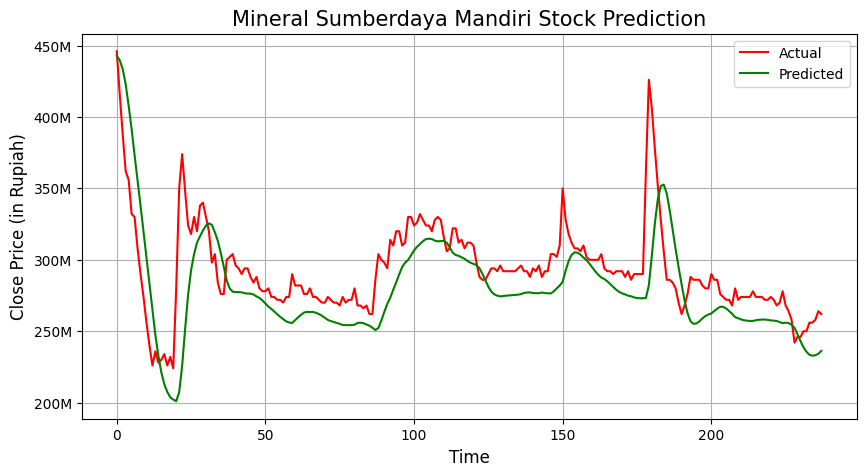 Mineral Sumberdaya Mandiri Stock Prediction
Close Price (in Rupiah)
450M
400M
350M
300M
250M
200M
Actual
Predicted
0
50
100
150
200
Time